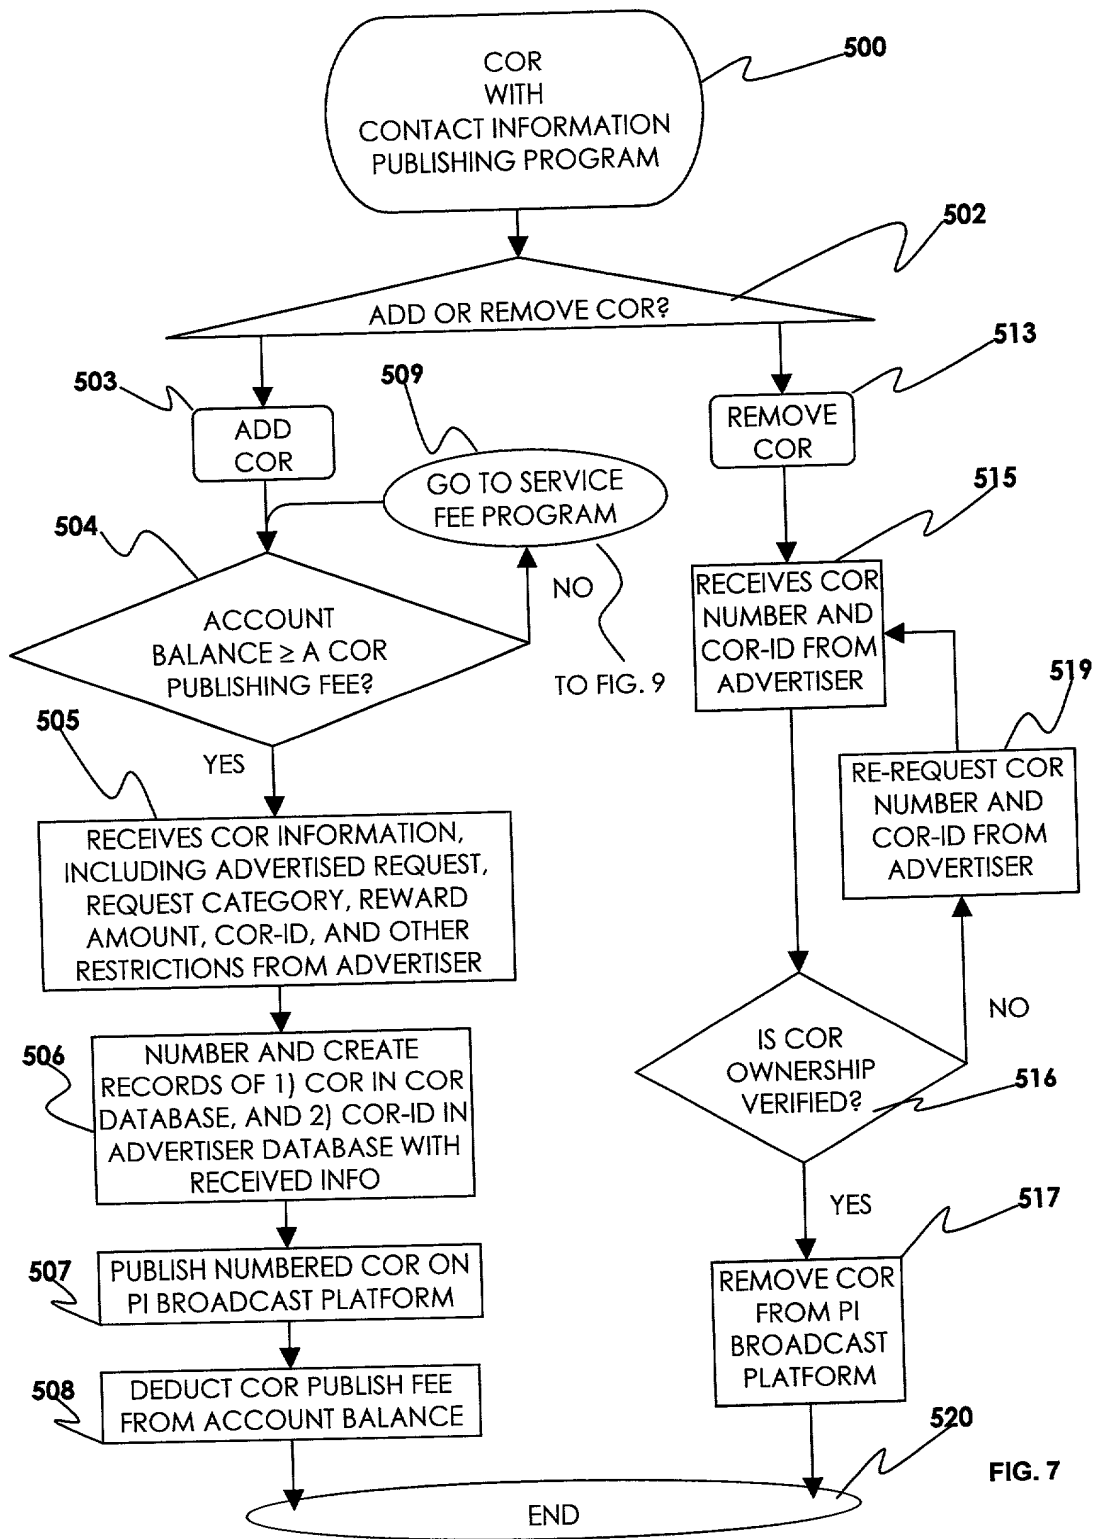 COR
WITH
CONTACT INFORMATION
PUBLISHING PROGRAM
500
502
ADD OR REMOVE COR?
503
ADD
COR
509
GO TO SERVICE
FEE PROGRAM
504
ACCOUNT
BALANCE ≥ A COR
PUBLISHING FEE?
NO
TO FIG. 9
YES
505
RECEIVES COR INFORMATION,
INCLUDING ADVERTISED REQUEST,
REQUEST CATEGORY, REWARD
AMOUNT, COR-ID, AND OTHER
RESTRICTIONS FROM ADVERTISER
506
NUMBER AND CREATE
RECORDS OF 1) COR IN COR
DATABASE, AND 2) COR-ID IN
ADVERTISER DATABASE WITH
RECEIVED INFO
507
PUBLISH NUMBERED COR ON
PI BROADCAST PLATFORM
508
DEDUCT COR PUBLISH FEE
FROM ACCOUNT BALANCE
513
REMOVE
COR
515
RECEIVES COR
NUMBER AND
COR-ID FROM
ADVERTISER
519
RE-REQUEST COR
NUMBER AND
COR-ID FROM
ADVERTISER
NO
IS COR
OWNERSHIP
VERIFIED?
516
YES
517
REMOVE COR
FROM PI
BROADCAST
PLATFORM
520
END
FIG. 7